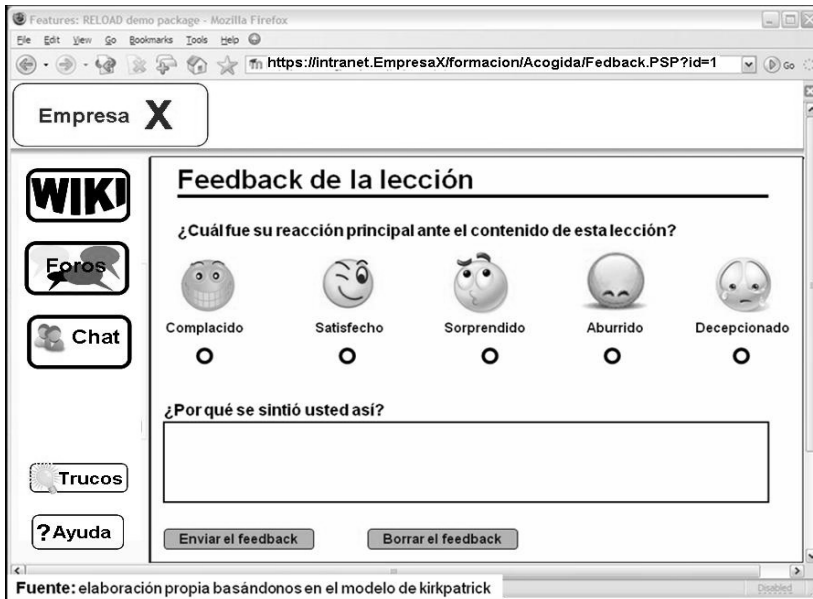 Features: RELOAD demo package - Mozilla Firefox
File Edit View Go Bookmarks Tools Help
https://intranet.EmpresaX/formacion/Acogida/Fedback.PSP?id=1 Go
Empresa X
WIKI
Foros
Chat
Trucos
? Ayuda
Feedback de la lección
¿Cuál fue su reacción principal ante el contenido de esta lección?
Complacido Satisfecho Sorprendido Aburrido Decepcionado
¿Por qué se sintió usted así?
Enviar el feedback Borrar el feedback
Fuente: elaboración propia basándonos en el modelo de kirkpatrick
Disabled